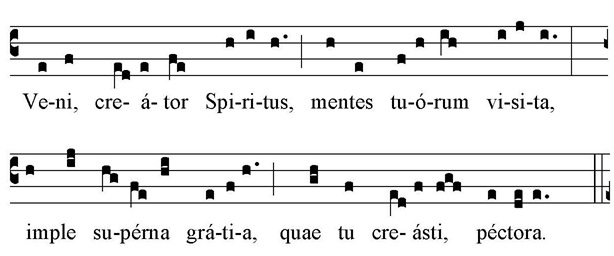 Ve-ni, cre- á- tor Spi-ri-tus, mentes tu-ó-rum vi-si-ta,
imple su-pérna grá-ti-a, quae tu cre-ásti, péctora.